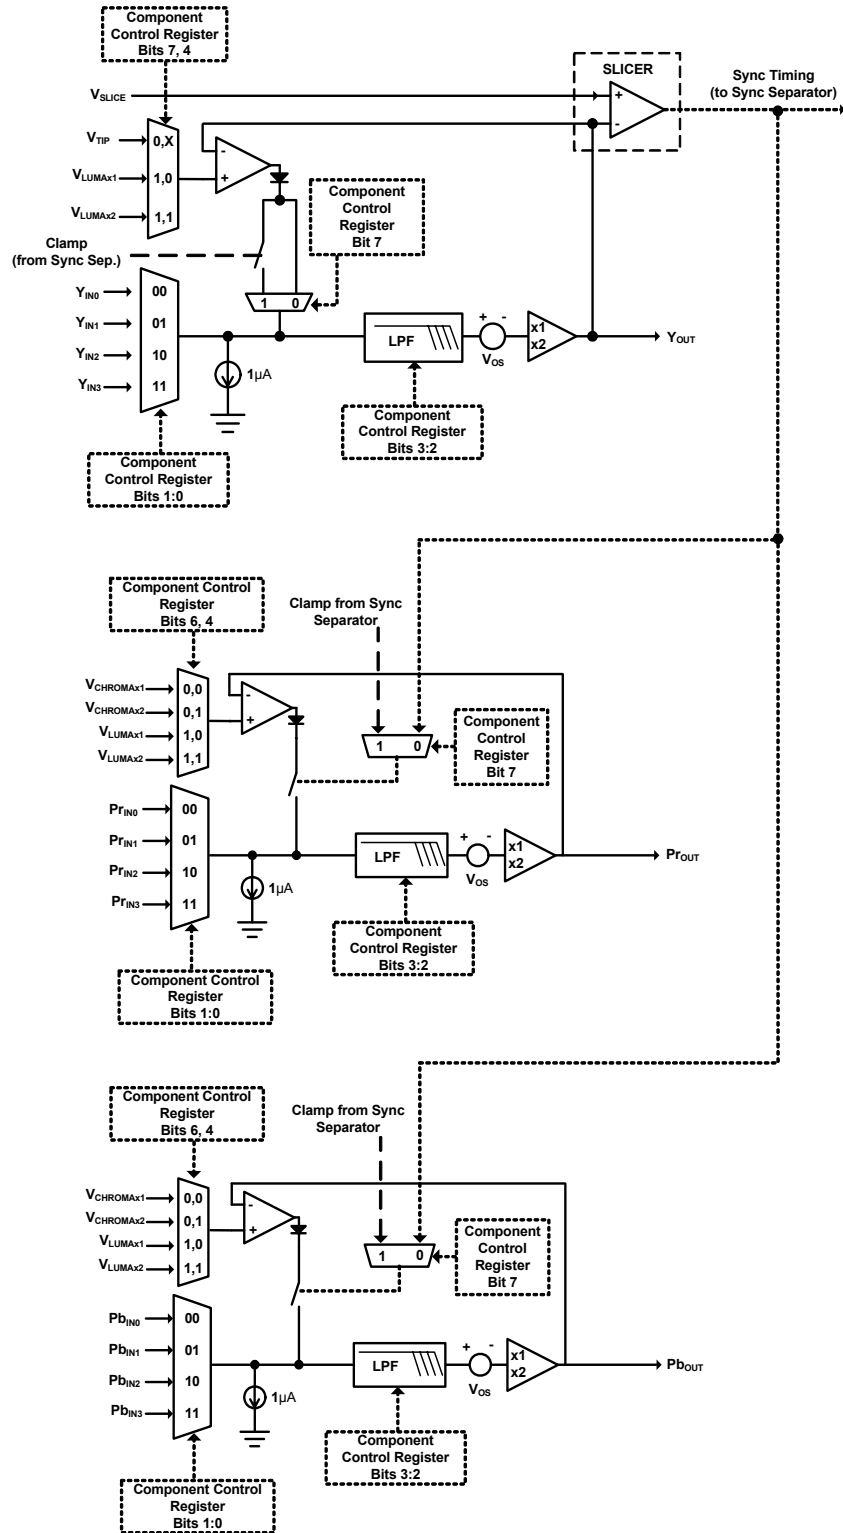 Component
Control Register
Bits 7, 4
SLICER
Sync Timing
(to Sync Separator)
VSLICE
+
-
VTIP
0,X
VLUMAx1
1,0
VLUMAx2
1,1
-
+
Component
Control
Register
Bit 7
Clamp
(from Sync Sep.)
1 0
YIN0
00
YIN1
01
YIN2
10
YIN3
11
1µA
LPF
+ -
VOS
x1
x2
YOUT
Component
Control Register
Bits 3:2
Component
Control Register
Bits 1:0
Component Control
Register
Bits 6, 4
Clamp from Sync
Separator
VCHROMAx1
0,0
VCHROMAx2
0,1
VLUMAx1
1,0
VLUMAx2
1,1
-
+
1 0
Component
Control
Register
Bit 7
PrIN0
00
PrIN1
01
PrIN2
10
PrIN3
11
1µA
LPF
+ -
VOS
x1
x2
PrOUT
Component
Control Register
Bits 3:2
Component Control
Register
Bits 1:0
Component Control
Register
Bits 6, 4
Clamp from Sync
Separator
VCHROMAx1
0,0
VCHROMAx2
0,1
VLUMAx1
1,0
VLUMAx2
1,1
-
+
1 0
Component
Control
Register
Bit 7
PbIN0
00
PbIN1
01
PbIN2
10
PbIN3
11
1µA
LPF
+ -
VOS
x1
x2
PbOUT
Component
Control Register
Bits 3:2
Component Control
Register
Bits 1:0